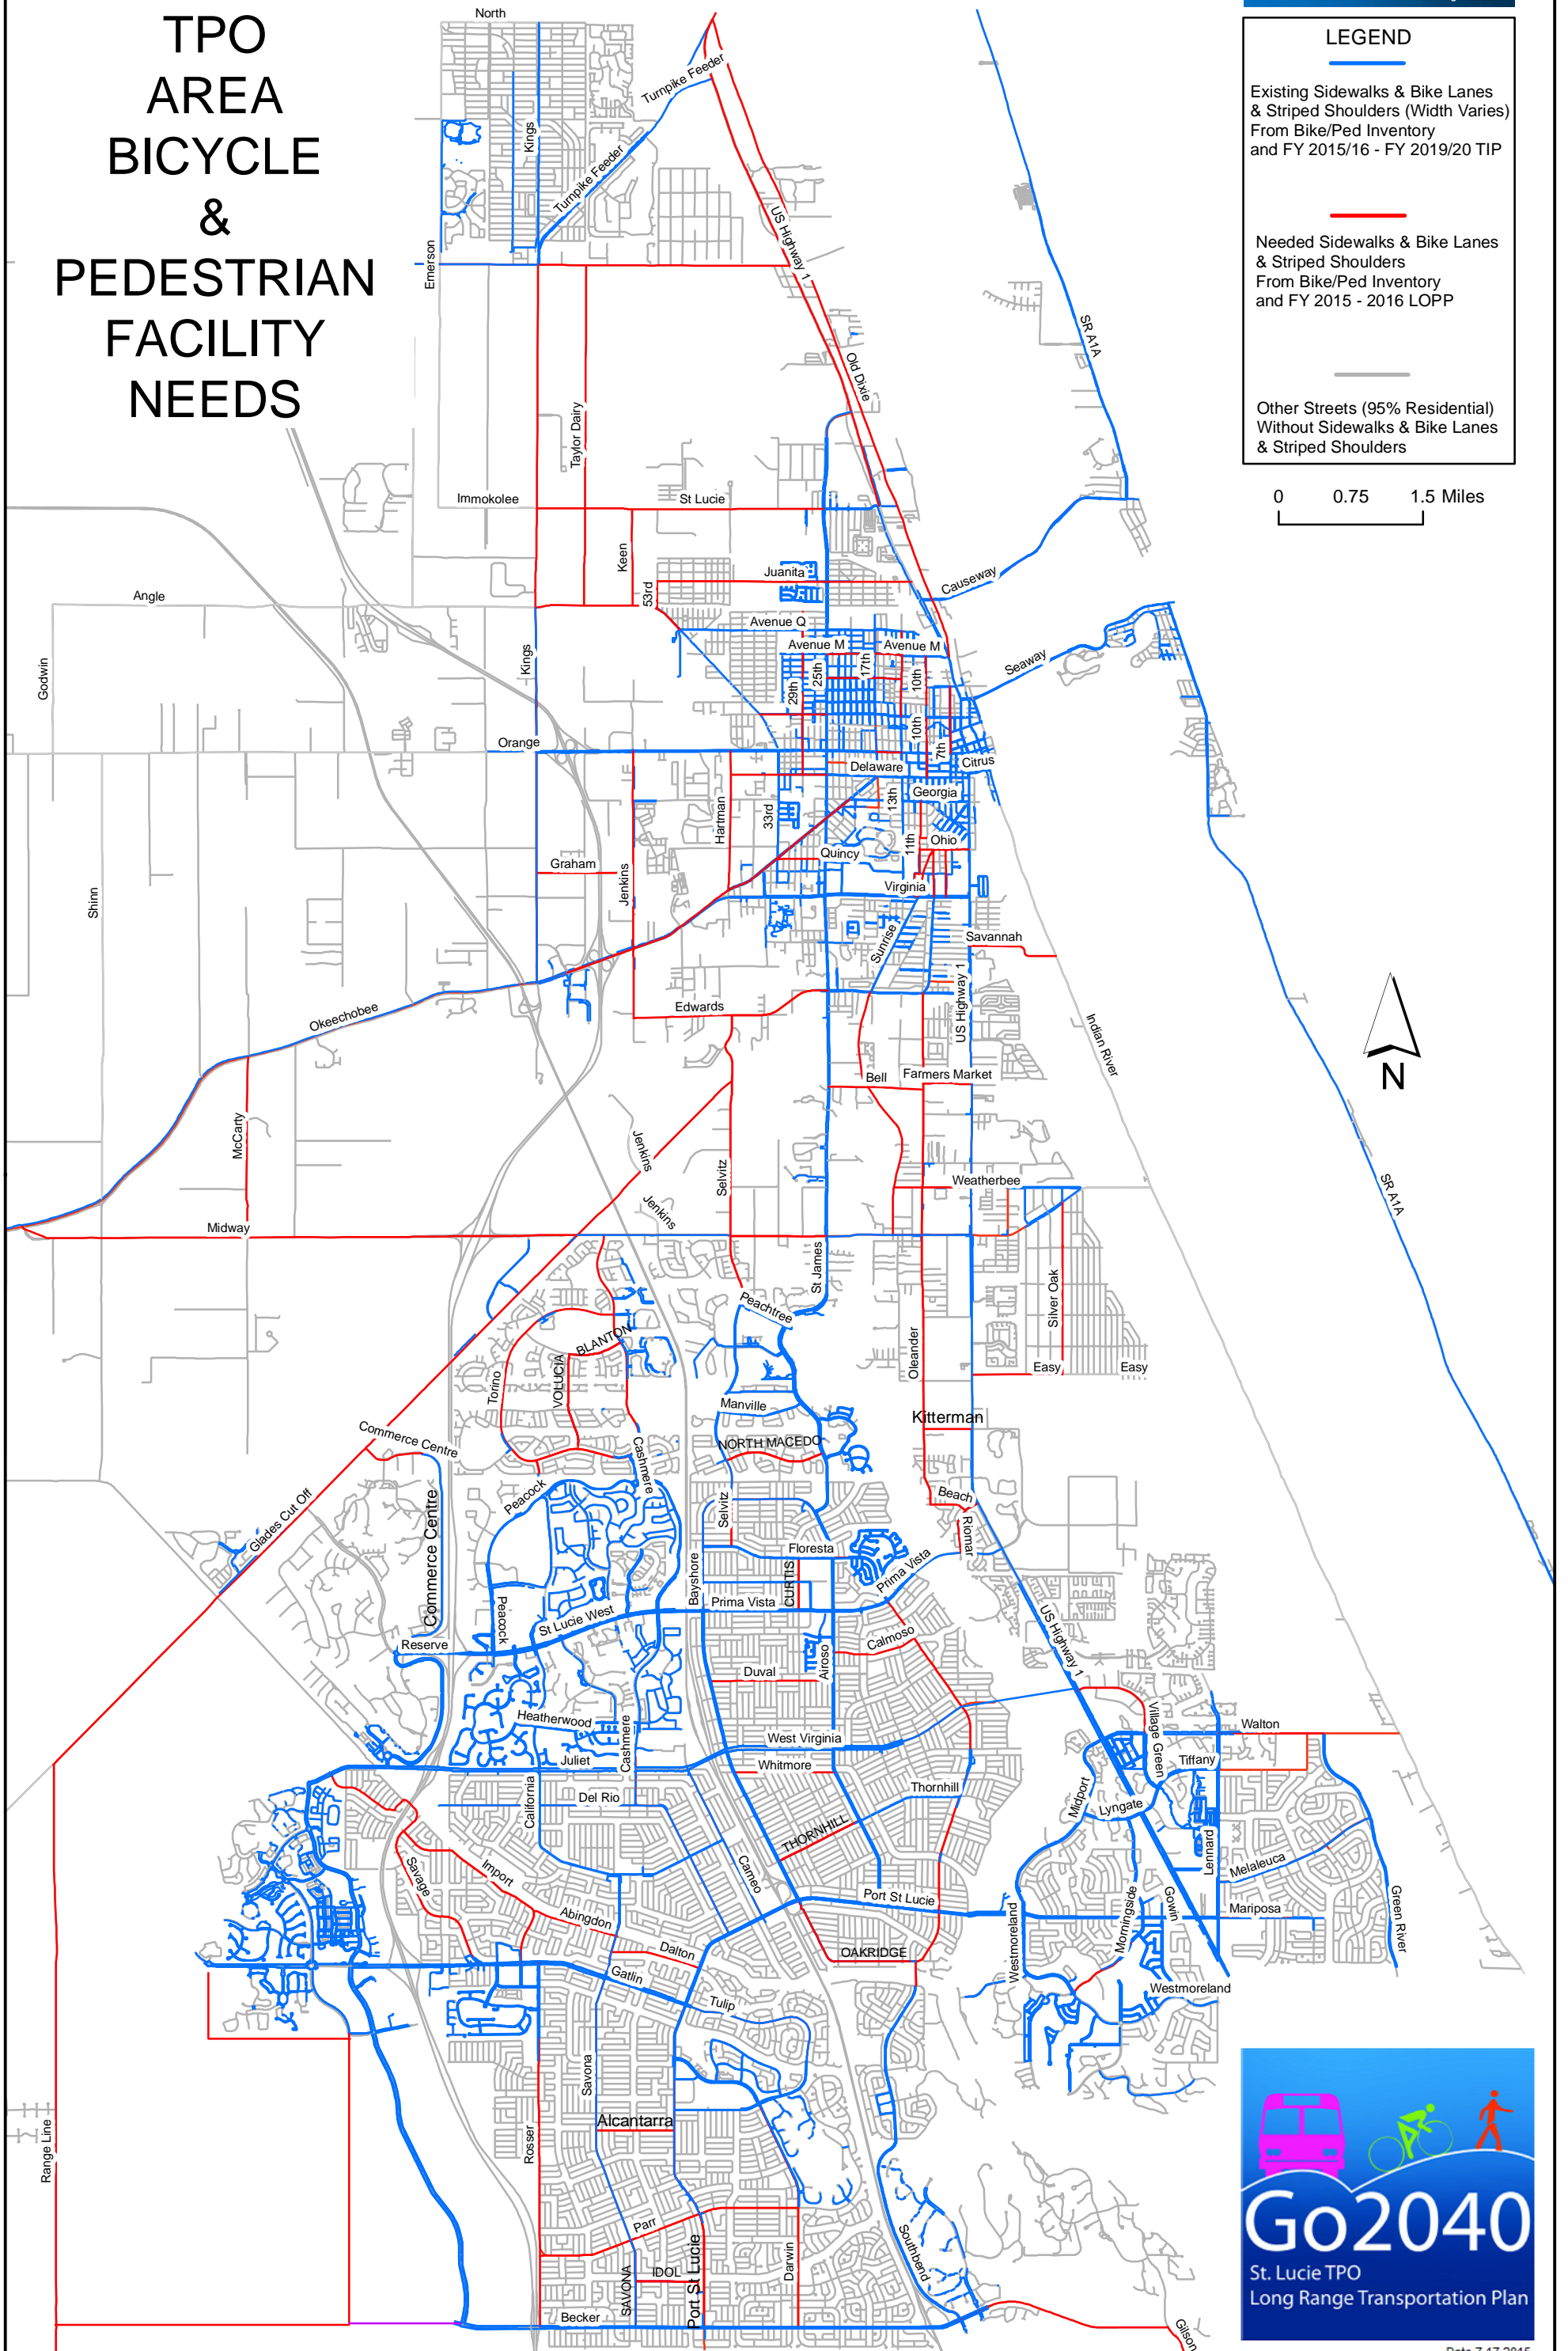 TPO
AREA
BICYCLE
&
PEDESTRIAN
FACILITY
NEEDS
LEGEND
Existing Sidewalks & Bike Lanes
& Striped Shoulders (Width Varies)
From Bike/Ped Inventory
and FY 2015/16 - FY 2019/20 TIP
Needed Sidewalks & Bike Lanes
& Striped Shoulders
From Bike/Ped Inventory
and FY 2015 - 2016 LOPP
Other Streets (95% Residential)
Without Sidewalks & Bike Lanes
& Striped Shoulders
0 0.75 1.5 Miles
N
North
Turnpike Feeder
Kings
Turnpike Feeder
Emerson
US Highway 1
SR A1A
Old Dixie
Taylor Dairy
Immokolee
St Lucie
Keen
Juanita
Causeway
53rd
Angle
Avenue Q
Avenue M
Avenue M
17th
Seaway
Godwin
Kings
25th
29th
10th
10th
7th
Orange
Delaware
Citrus
Georgia
13th
Hartman
33rd
Ohio
11th
Quincy
Graham
Jenkins
Virginia
Shinn
Sunrise
Savannah
US Highway 1
Edwards
Okeechobee
Indian River
Bell
Farmers Market
McCarty
Jenkins
Selvitz
Weatherbee
SR A1A
Jenkins
Midway
St James
Silver Oak
Peachtree
BLANTON
Oleander
VOLUCIA
Torino
Easy
Easy
Manville
Kitterman
NORTH MACEDO
Commerce Centre
Cashmere
Peacock
Selvitz
Beach
Glades Cut Off
Commerce Centre
Riomar
Floresta
Prima Vista
Bayshore
CURTIS
Prima Vista
Peacock
St Lucie West
US Highway 1
Reserve
Calmoso
Airoso
Duval
Heatherwood
Cashmere
West Virginia
Village Green
Walton
Juliet
Whitmore
Tiffany
California
Del Rio
Thornhill
Midport
Lyngate
THORNHILL
Lennard
Melaleuca
Savage
Import
Cameo
Port St Lucie
Morningside
Gowin
Mariposa
Green River
Abingdon
Westmoreland
Dalton
OAKRIDGE
Gatlin
Westmoreland
Tulip
Savona
Alcantarra
Range Line
Rosser
Parr
Port St Lucie
Southbend
Darwin
SAVONA
IDOL
Becker
Gilson
Go2040
St. Lucie TPO
Long Range Transportation Plan